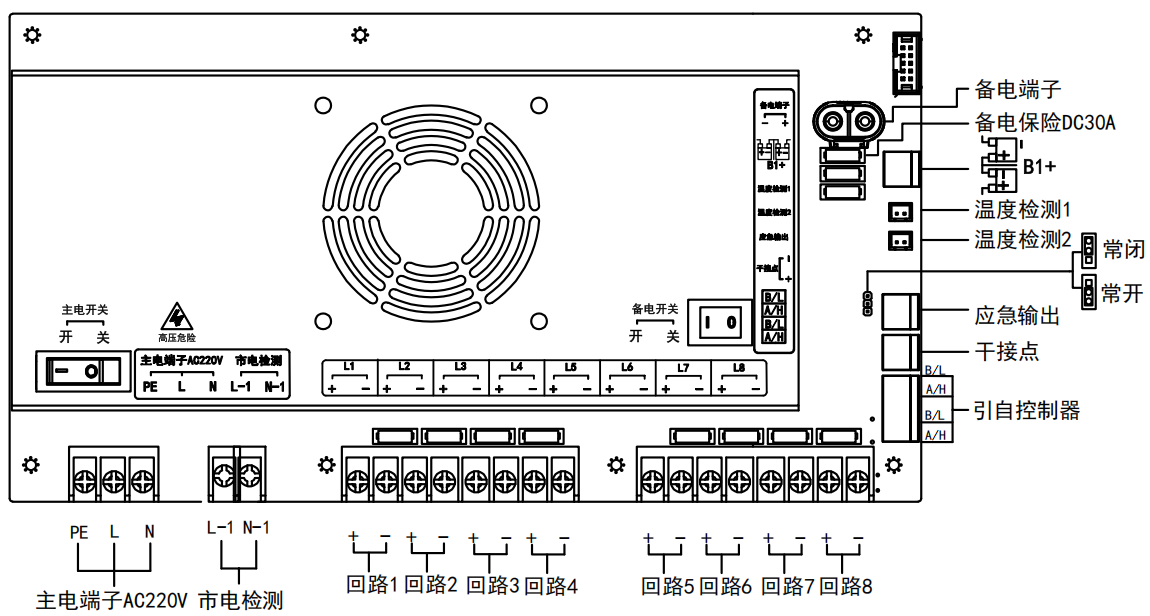 备电端子
- +
B1+
温度检测1
温度检测2
应急输出
干接点
-
+
B/L
A/H
B/L
A/H
备电端子
备电保险DC30A
B1+
温度检测1
温度检测2
常闭
常开
应急输出
干接点
B/L
A/H
B/L
A/H
引自控制器
主电开关
开 关
高压危险
备电开关
开 关
主电端子AC220V 市电检测
PE L N L-1 N-1
L1 L2 L3 L4 L5 L6 L7 L8
+ - + - + - + - + - + - + - + -
PE L N
主电端子AC220V
L-1 N-1
市电检测
+ - + - + - + -
回路1 回路2 回路3 回路4
+ - + - + - + -
回路5 回路6 回路7 回路8